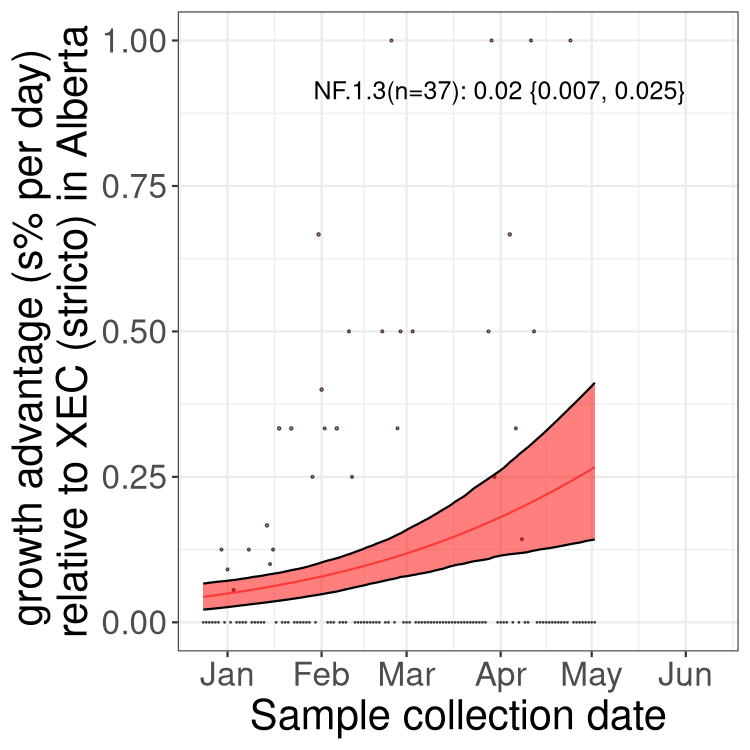 growth advantage (s% per day)
relative to XEC (stricto) in Alberta
1.00
0.75
0.50
0.25
0.00
NF.1.3(n=37): 0.02 {0.007, 0.025}
Jan Feb Mar Apr May Jun
Sample collection date